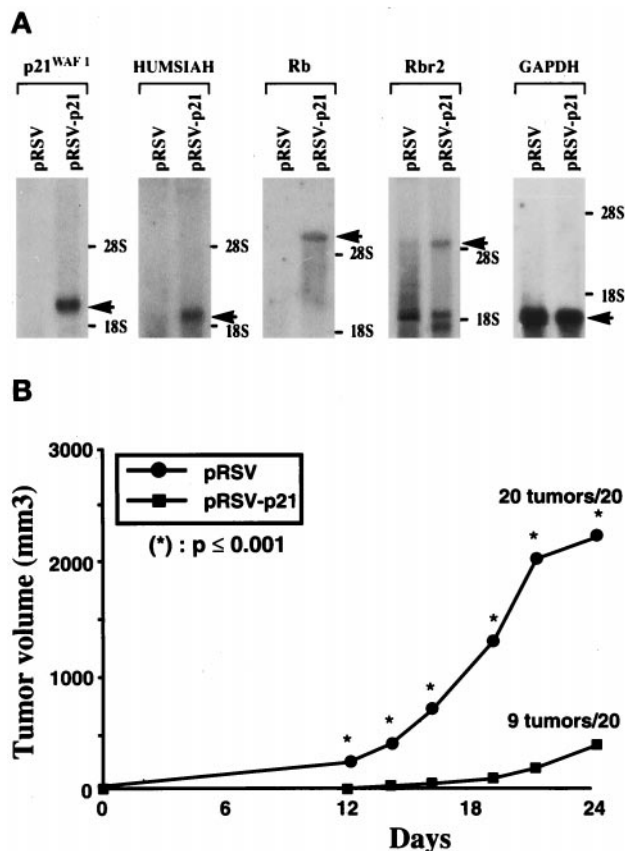 A
p21WAF 1 HUMSIAH Rb Rbr2 GAPDH
pRSV pRSV-p21 pRSV pRSV-p21 pRSV pRSV-p21 pRSV pRSV-p21 pRSV pRSV-p21
28S 28S 28S 28S 28S
18S 18S 18S 18S 18S
B
Tumor volume (mm3)
3000
2000
1000
0
pRSV
pRSV-p21
(*) : p ≤ 0.001
20 tumors/20
* * * * * *
9 tumors/20
0 6 12 18 24
Days